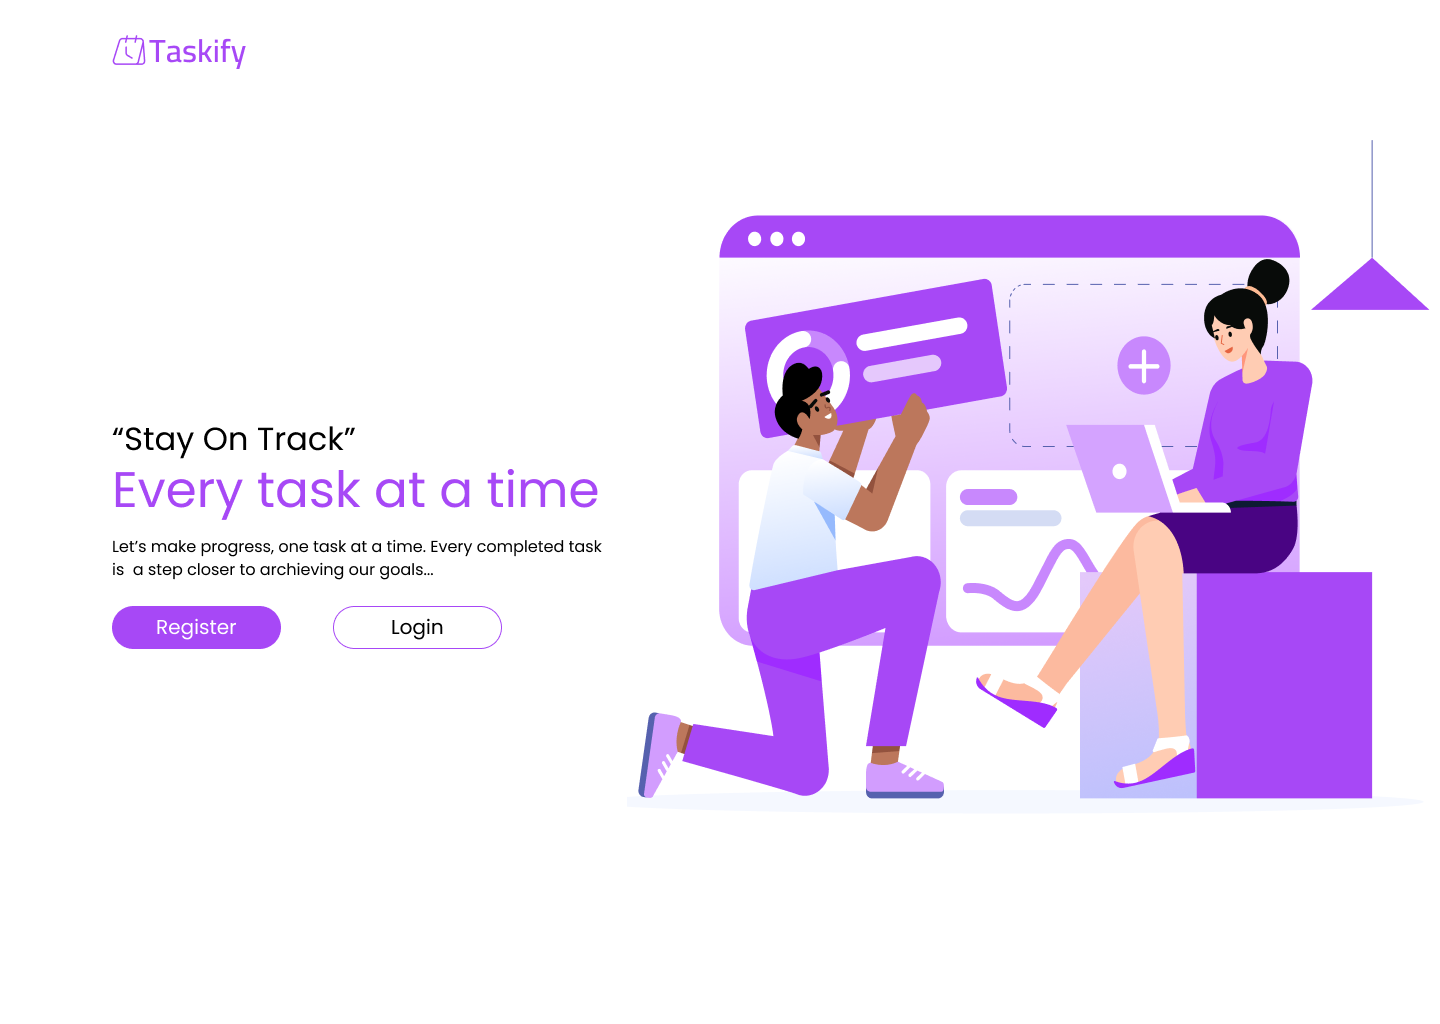 Taskify
“Stay On Track”
Every task at a time
Let’s make progress, one task at a time. Every completed task
is  a step closer to archieving our goals...
Register
Login